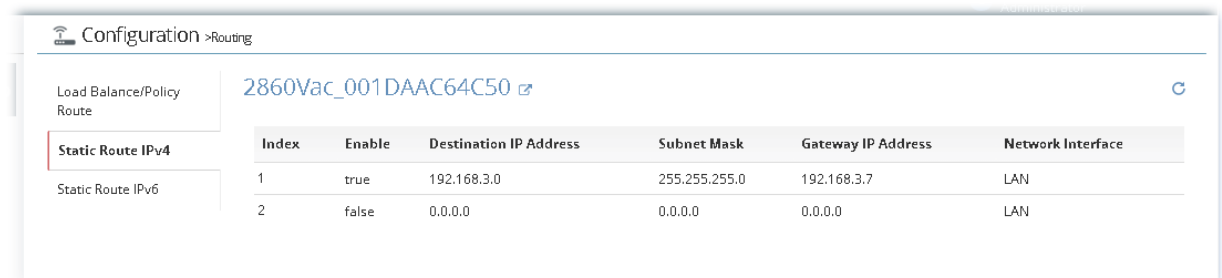 Configuration >Routing
Load Balance/Policy
Route
Static Route IPv4
Static Route IPv6
2860Vac_001DAAC64C50
Index Enable Destination IP Address Subnet Mask Gateway IP Address Network Interface
1 true 192.168.3.0 255.255.255.0 192.168.3.7 LAN
2 false 0.0.0.0 0.0.0.0 0.0.0.0 LAN